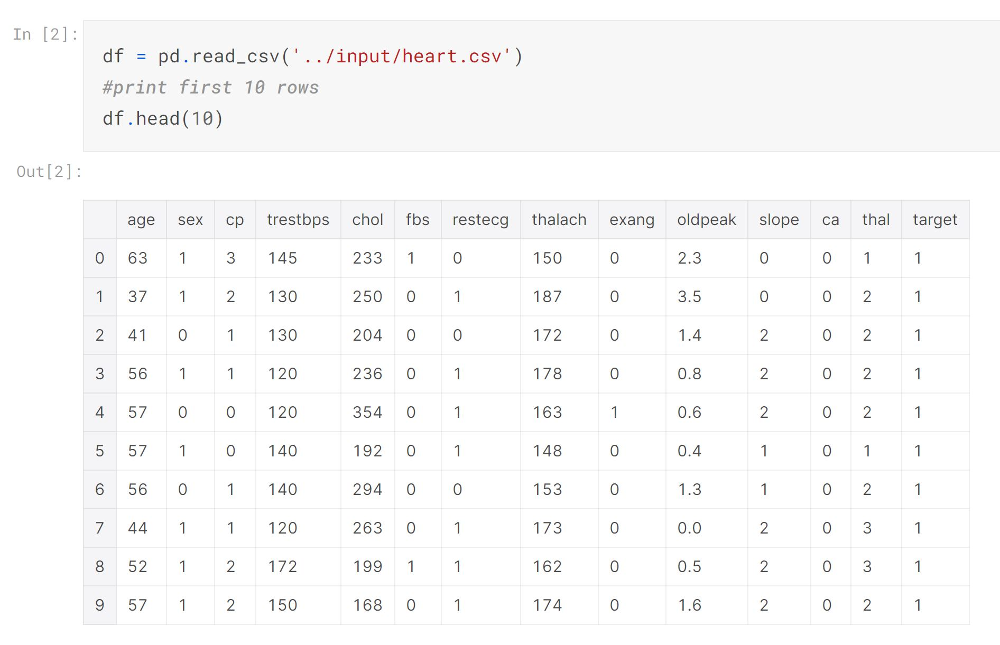 In [2]:
df = pd.read_csv('../input/heart.csv')
#print first 10 rows
df.head(10)
Out[2]:
age sex cp trestbps chol fbs restecg thalach exang oldpeak slope ca thal target
0 63 1 3 145 233 1 0 150 0 2.3 0 0 1 1
1 37 1 2 130 250 0 1 187 0 3.5 0 0 2 1
2 41 0 1 130 204 0 0 172 0 1.4 2 0 2 1
3 56 1 1 120 236 0 1 178 0 0.8 2 0 2 1
4 57 0 0 120 354 0 1 163 1 0.6 2 0 2 1
5 57 1 0 140 192 0 1 148 0 0.4 1 0 1 1
6 56 0 1 140 294 0 0 153 0 1.3 1 0 2 1
7 44 1 1 120 263 0 1 173 0 0.0 2 0 3 1
8 52 1 2 172 199 1 1 162 0 0.5 2 0 3 1
9 57 1 2 150 168 0 1 174 0 1.6 2 0 2 1